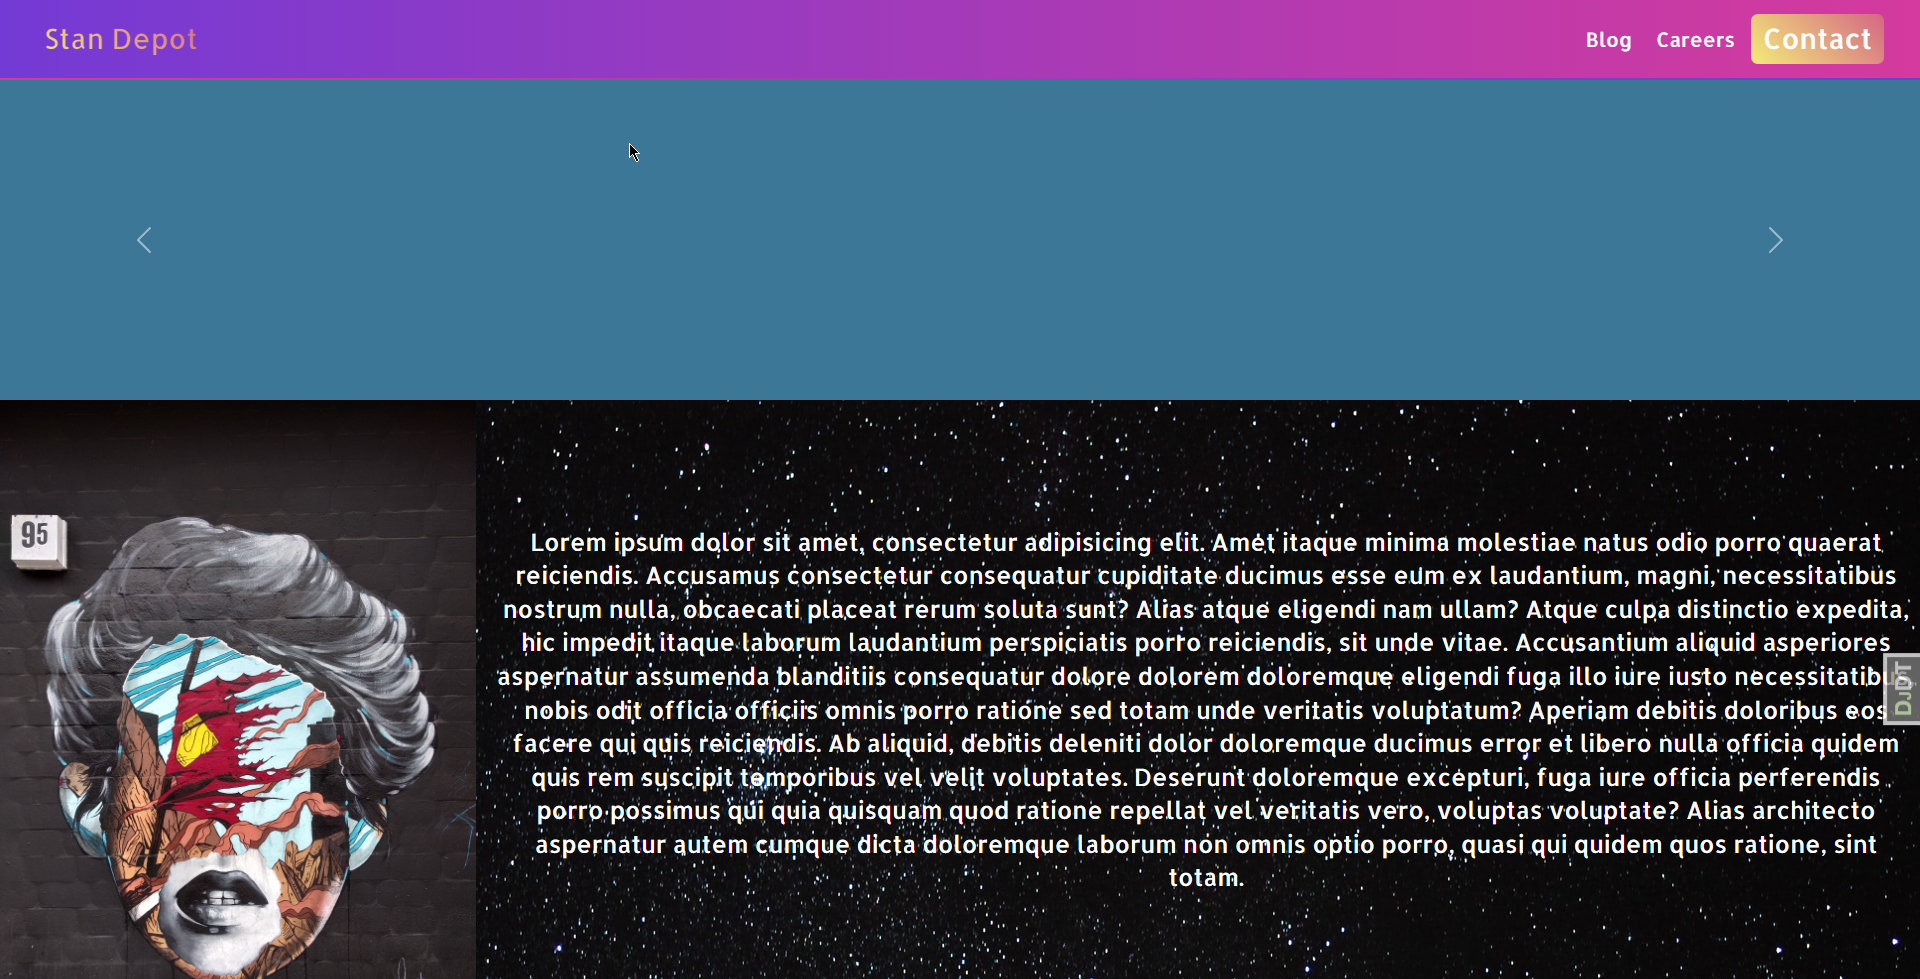 Stan Depot
Blog Careers Contact
95
Lorem ipsum dolor sit amet, consectetur adipisicing elit. Amet itaque minima molestiae natus odio porro quaerat
reiciendis. Accusamus consectetur consequatur cupiditate ducimus esse eum ex laudantium, magni, necessitatibus
nostrum nulla, obcaecati placeat rerum soluta sunt? Alias atque eligendi nam ullam? Atque culpa distinctio expedita,
hic impedit itaque laborum laudantium perspiciatis porro reiciendis, sit unde vitae. Accusantium aliquid asperiores
aspernatur assumenda blanditiis consequatur dolore dolorem doloremque eligendi fuga illo iure iusto
nobis odit officia officiis omnis porro ratione sed totam unde veritatis voluptatum? Aperiam debitis doloribus eos
facere qui quis reiciendis. Ab aliquid, debitis deleniti dolor doloremque ducimus error et libero nulla officia quidem
quis rem suscipit temporibus vel velit voluptates. Deserunt doloremque excepturi, fuga iure officia perferendis
porro possimus qui quia quisquam quod ratione repellat vel veritatis vero, voluptas voluptate? Alias architecto
aspernatur autem cumque dicta doloremque laborum non omnis optio porro, quasi qui quidem quos ratione, sint
totam.
DJDT